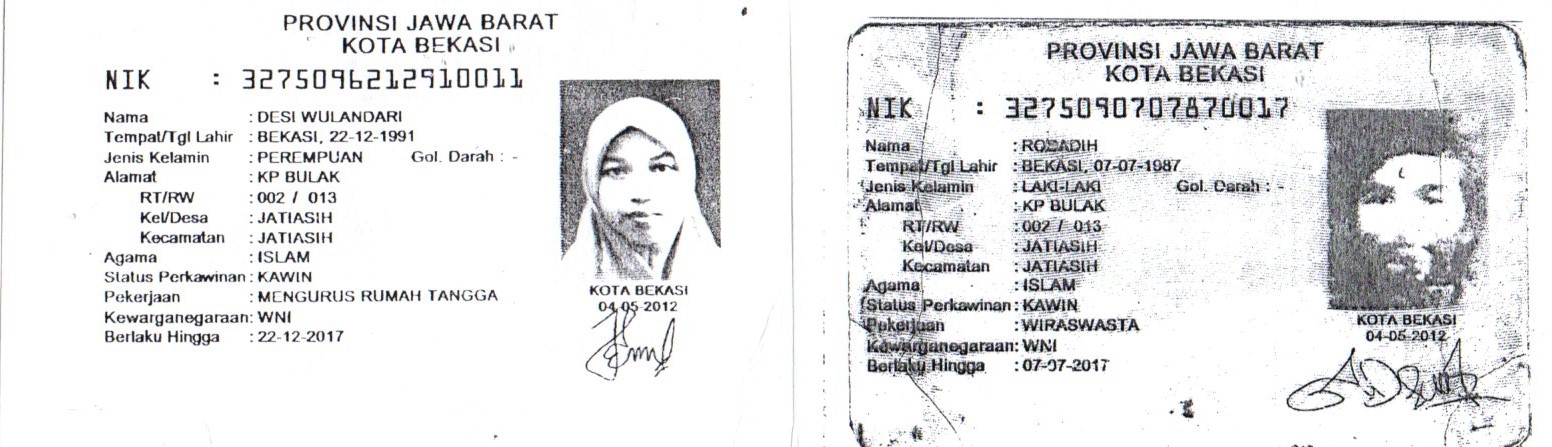 PROVINSI JAWA BARAT
KOTA BEKASI
NIK : 3275096212910011
Nama : DESI WULANDARI
Tempat/Tgl Lahir : BEKASI, 22-12-1991
Jenis Kelamin : PEREMPUAN Gol. Darah : -
Alamat : KP BULAK
RT/RW : 002 / 013
Kel/Desa : JATIASIH
Kecamatan : JATIASIH
Agama : ISLAM
Status Perkawinan : KAWIN
Pekerjaan : MENGURUS RUMAH TANGGA
Kewarganegaraan : WNI
Berlaku Hingga : 22-12-2017
KOTA BEKASI
04-05-2012
PROVINSI JAWA BARAT
KOTA BEKASI
NIK : 3275090707870017
Nama :
Tempat/Tgl Lahir : BEKASI, 07-07-1987
Jenis Kelamin : LAKI-LAKI Gol. Darah : -
Alamat : KP BULAK
RT/RW : 002 / 013
Kel/Desa : JATIASIH
Kecamatan : JATIASIH
Agama : ISLAM
Status Perkawinan : KAWIN
Pekerjaan : WIRASWASTA
Kewarganegaraan : WNI
Berlaku Hingga : 07-07-2017
KOTA BEKASI
04-05-2012